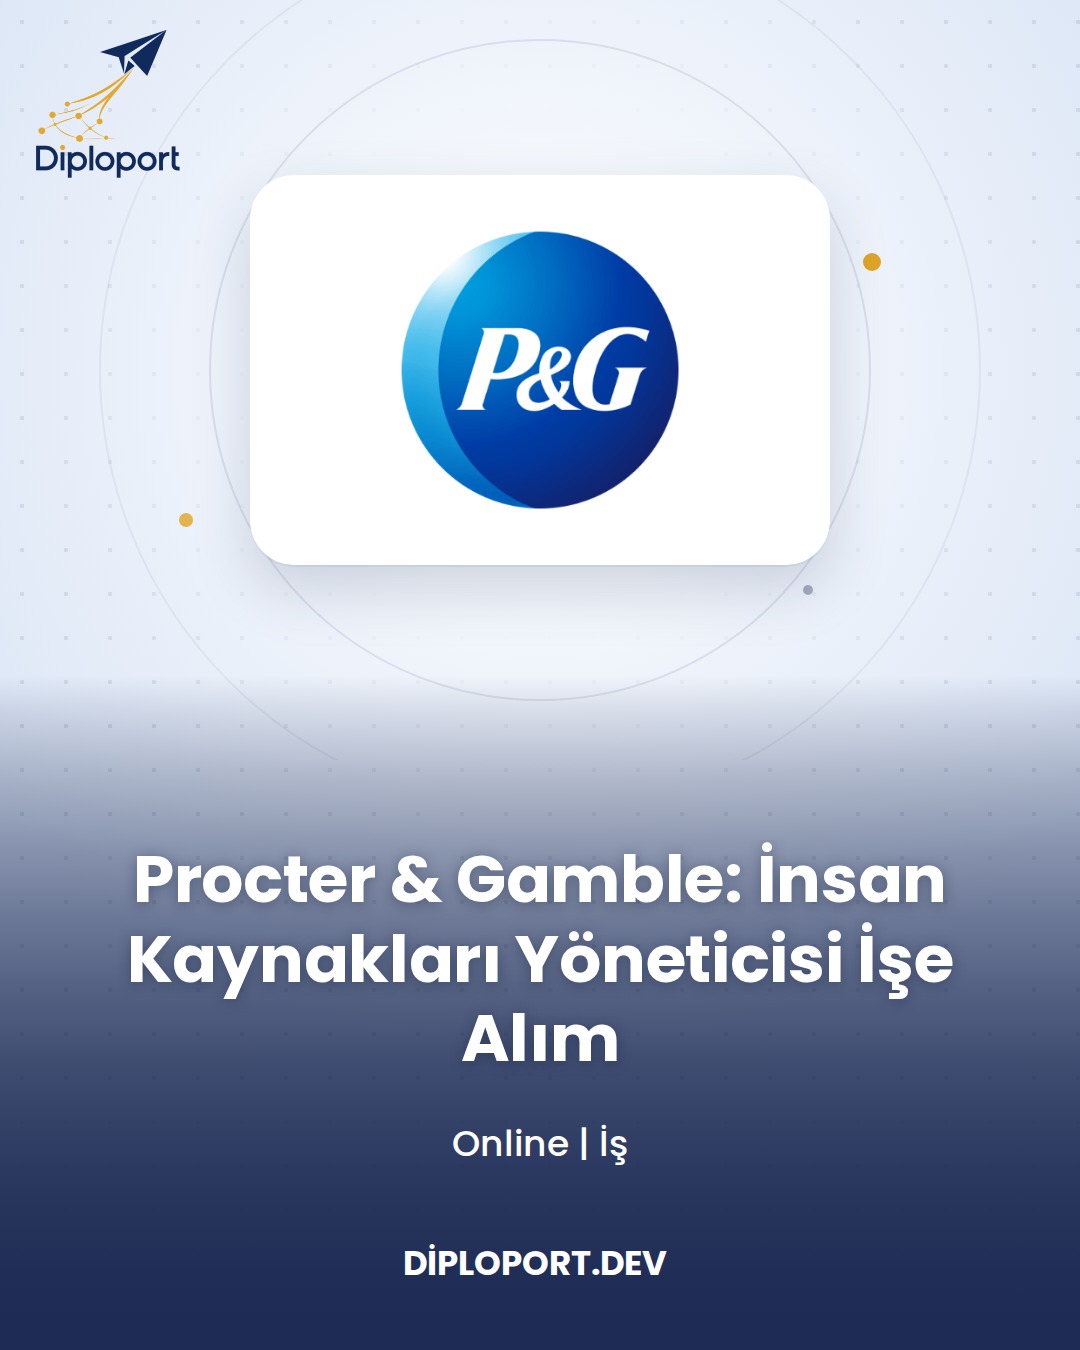 Diploport
P&G
Procter & Gamble: İnsan
Kaynakları Yöneticisi İşe
Alım
Online | İş
DİPLOPORT.DEV